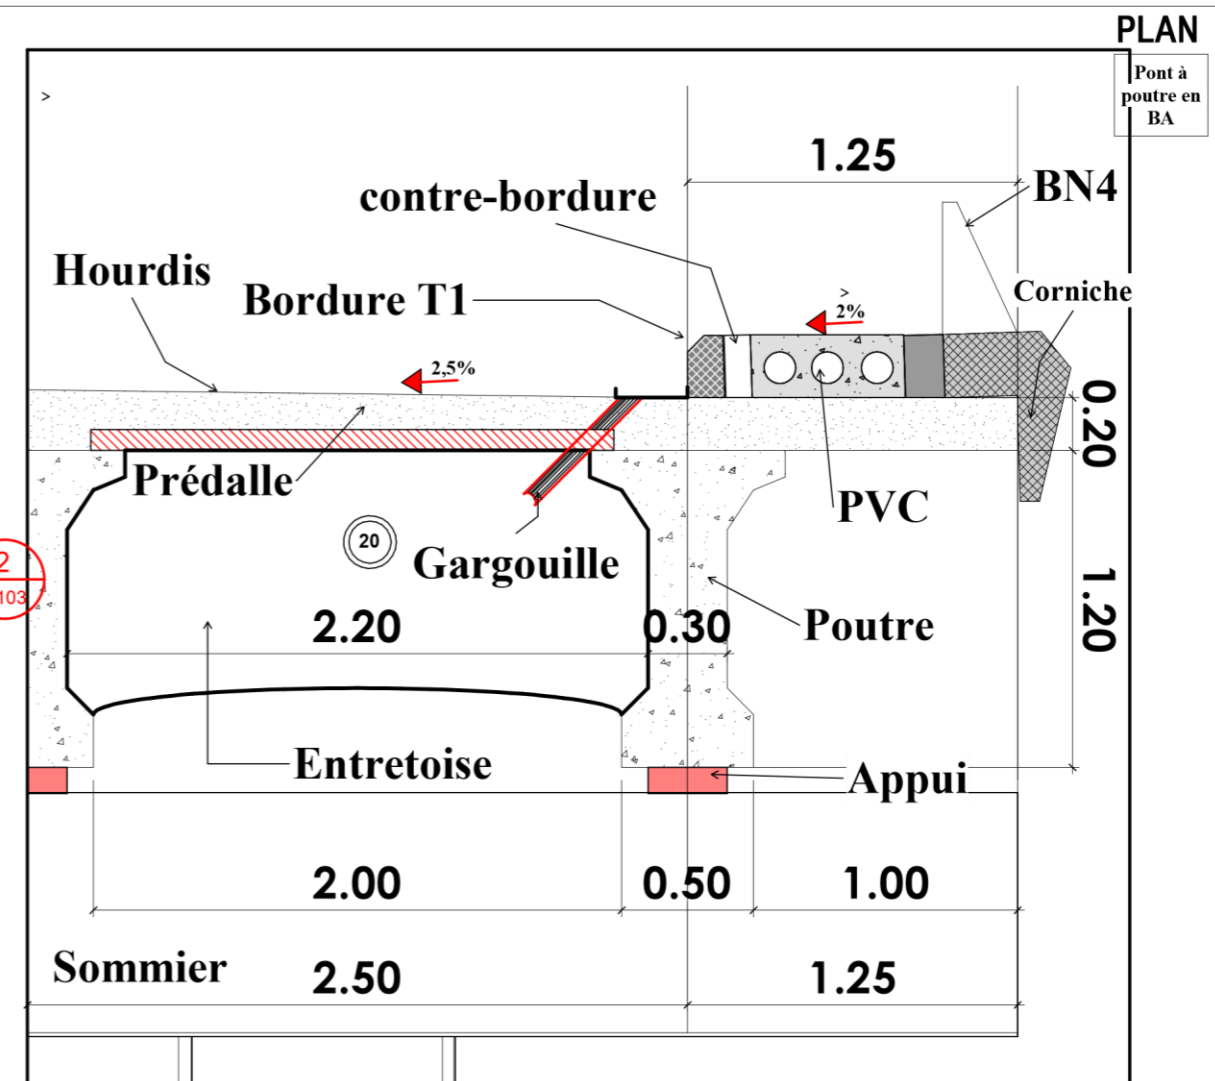 PLAN
Pont à
poutre en
BA
>
1.25
contre-bordure
BN4
Hourdis
Bordure T1
Corniche
>
2%
2,5%
0.20
Prédalle
PVC
20
Gargouille
2
103
1.20
2.20
0.30
Poutre
Entretoise
Appui
2.00
0.50
1.00
Sommier
2.50
1.25